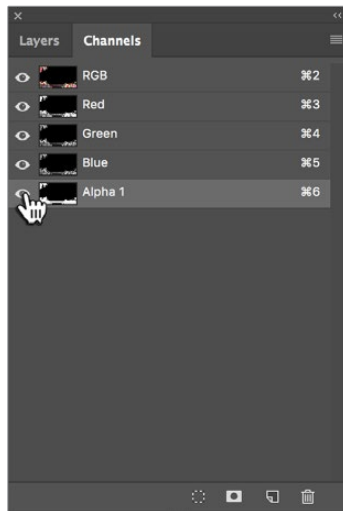 Layers Channels
RGB ⌘2
Red ⌘3
Green ⌘4
Blue ⌘5
Alpha 1 ⌘6